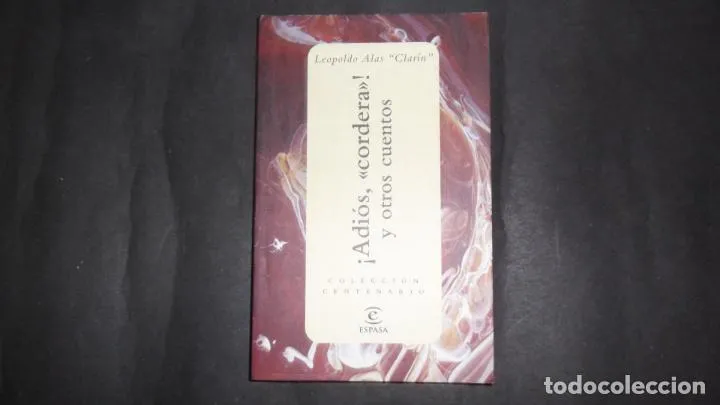 Leopoldo Alas "Clarín"
¡Adiós, «cordera»!
y otros cuentos
COLECCIÓN
CENTENARIO
ESPASA
todocoleccion